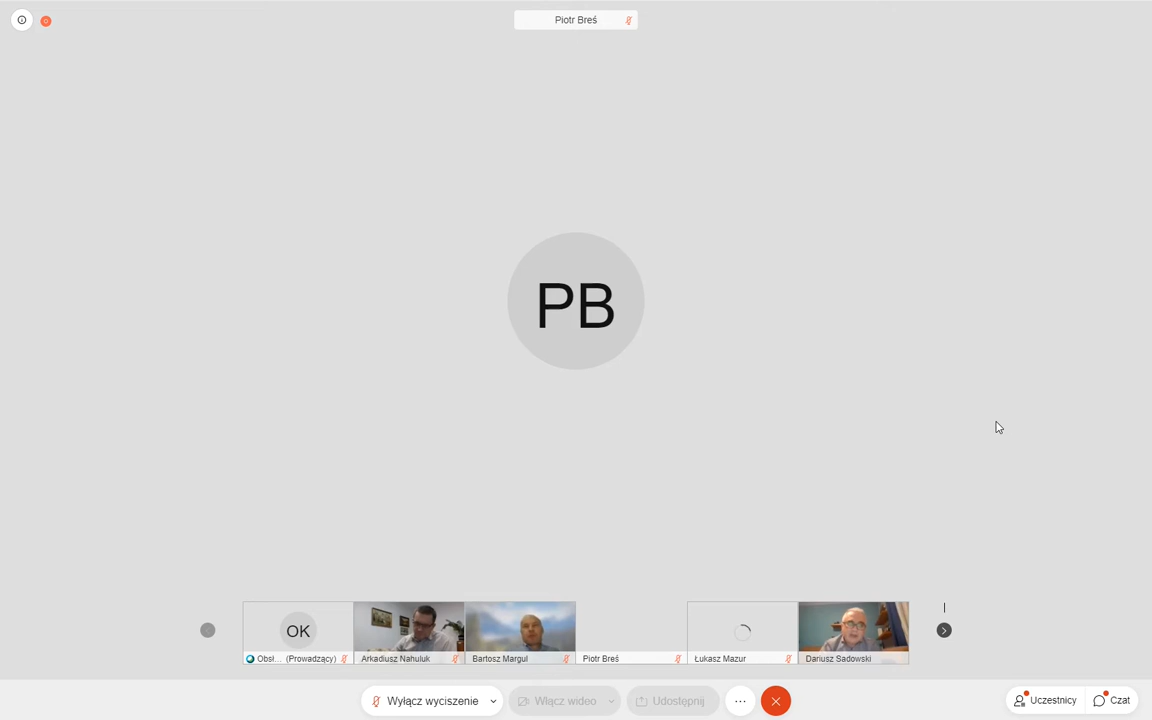 Piotr Breś
PB
OK
Obsł... (Prowadzący)
Arkadiusz Nahuluk
Bartosz Margul
Piotr Breś
Łukasz Mazur
Dariusz Sadowski
Wyłącz wyciszenie
Włącz wideo
Udostępnij
Uczestnicy
Czat